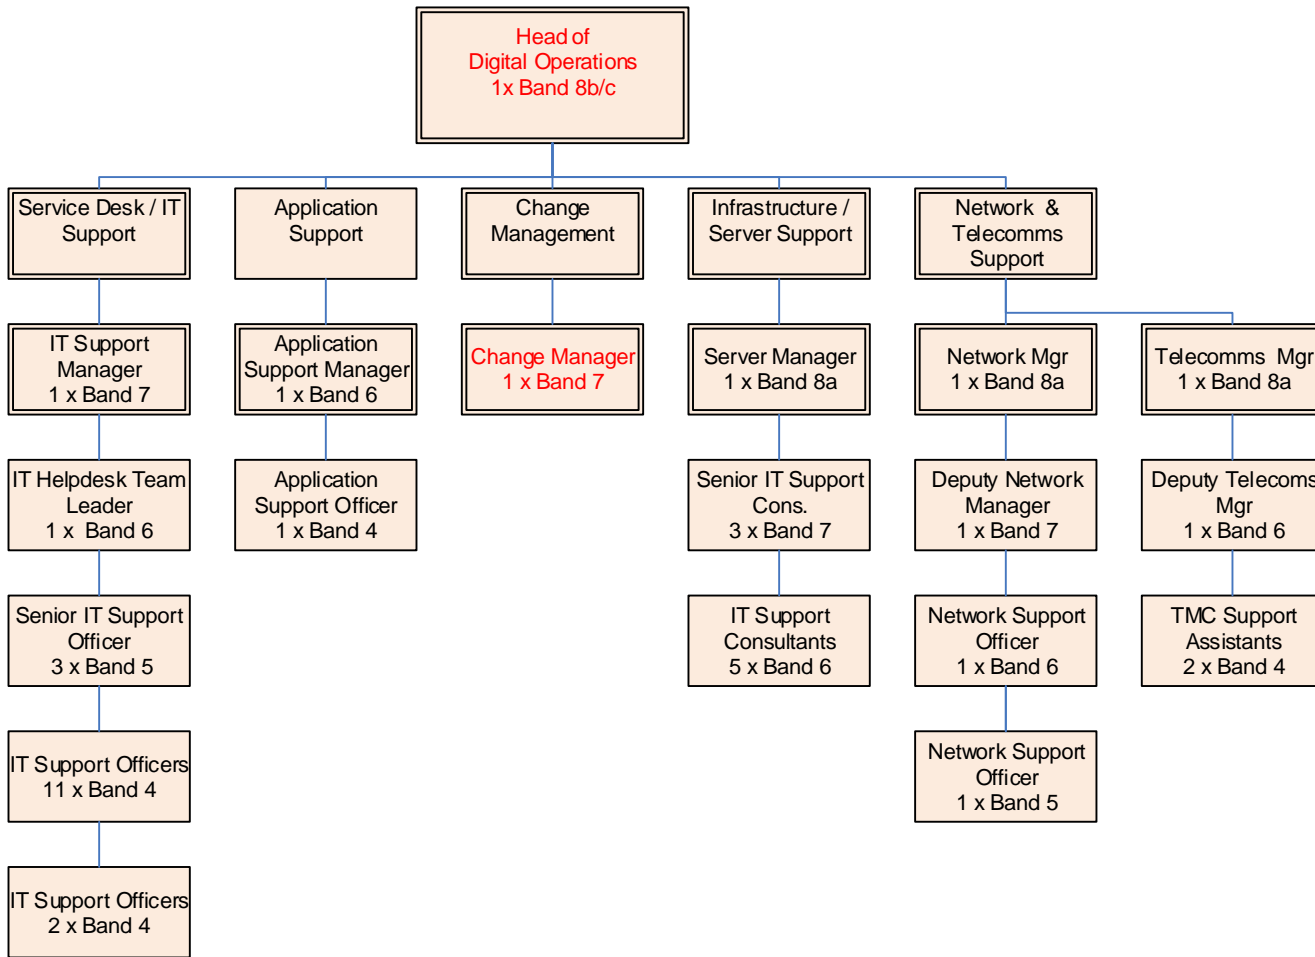 Head of
Digital Operations
1x Band 8b/c
Service Desk / IT
Support
Application
Support
Change
Management
Infrastructure /
Server Support
Network &
Telecomms
Support
IT Support
Manager
1 x Band 7
Application
Support Manager
1 x Band 6
Change Manager
1 x Band 7
Server Manager
1 x Band 8a
Network Mgr
1 x Band 8a
Telecomms Mgr
1 x Band 8a
IT Helpdesk Team
Leader
1 x Band 6
Application
Support Officer
1 x Band 4
Senior IT Support
Cons.
3 x Band 7
Deputy Network
Manager
1 x Band 7
Deputy Telecoms
Mgr
1 x Band 6
Senior IT Support
Officer
3 x Band 5
IT Support
Consultants
5 x Band 6
Network Support
Officer
1 x Band 6
TMC Support
Assistants
2 x Band 4
IT Support Officers
11 x Band 4
Network Support
Officer
1 x Band 5
IT Support Officers
2 x Band 4